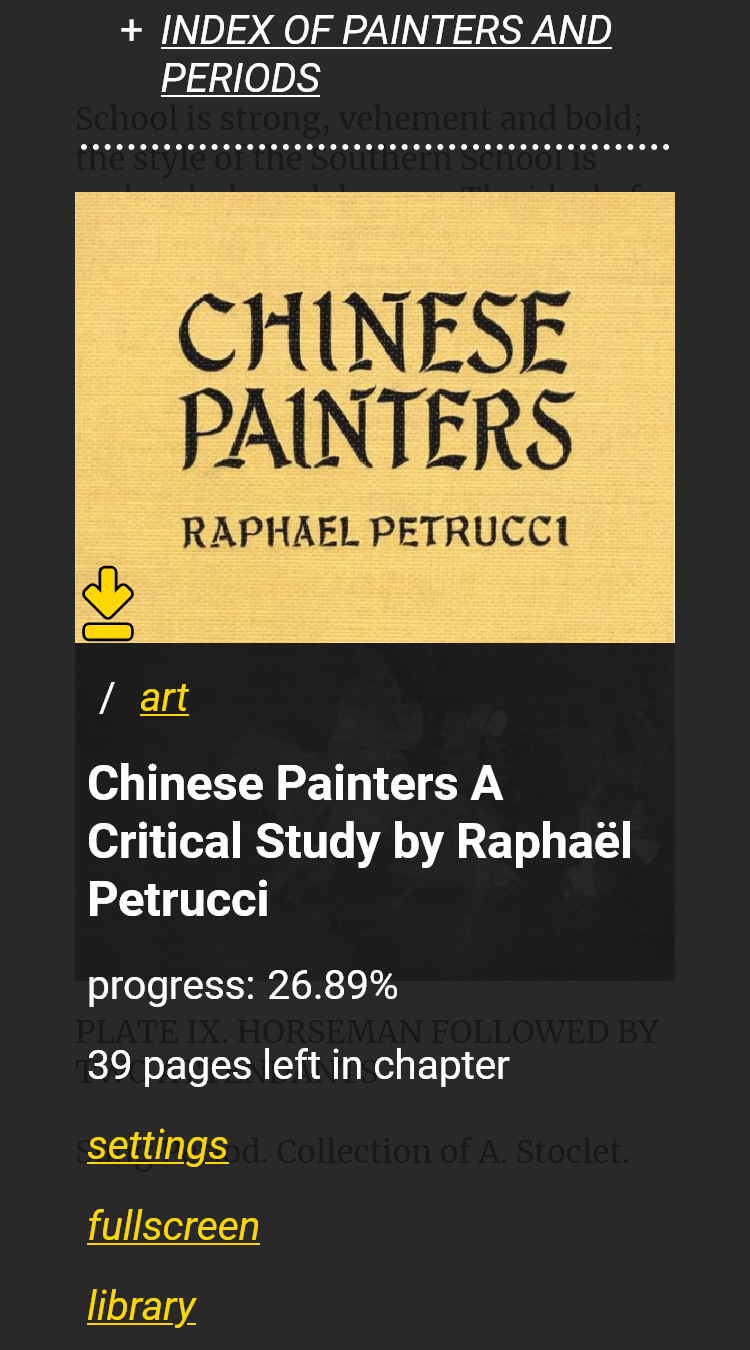 + INDEX OF PAINTERS AND
PERIODS
School is strong, vehement and bold;
the style of the Southern School is
CHINESE
PAINTERS
RAPHAEL PETRUCCI
/ art
Chinese Painters A
Critical Study by Raphaël
Petrucci
progress: 26.89%
PLATE IX. HORSEMAN FOLLOWED BY
39 pages left in chapter
settings
Collection of A. Stoclet.
fullscreen
library